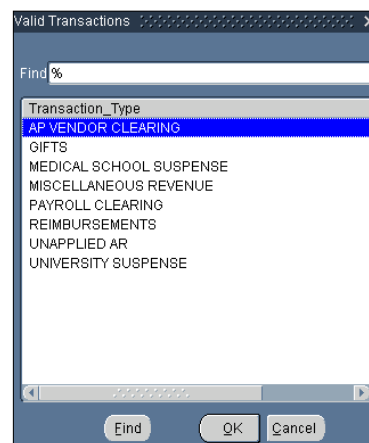 Valid Transactions
Find %
Transaction_Type
AP VENDOR CLEARING
GIFTS
MEDICAL SCHOOL SUSPENSE
MISCELLANEOUS REVENUE
PAYROLL CLEARING
REIMBURSEMENTS
UNAPPLIED AR
UNIVERSITY SUSPENSE
Find OK Cancel